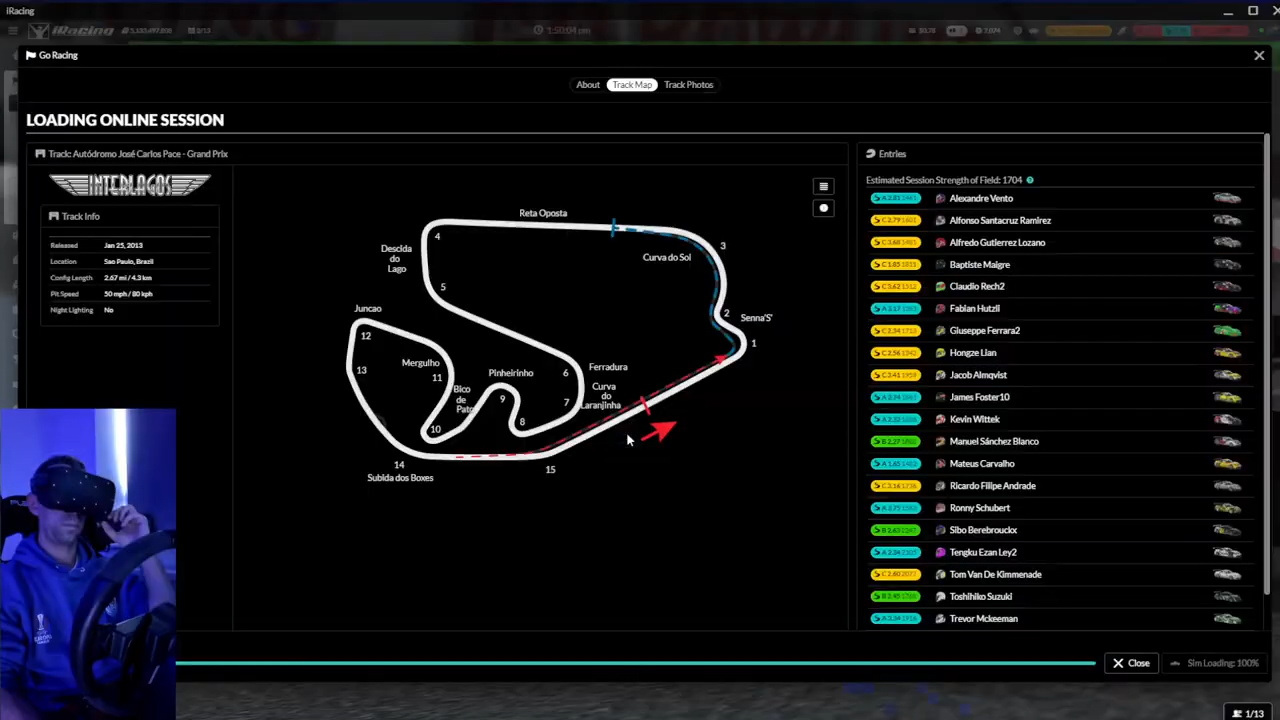 iRacing
iRacing
1:50:04 pm
Go Racing
About
Track Map
Track Photos
LOADING ONLINE SESSION
Track: Autódromo José Carlos Pace - Grand Prix
INTERLAGOS
Track Info
Released Jan 25, 2013
Location Sao Paulo, Brazil
Config Length 2.67 mi / 4.3 km
Pit Speed 50 mph / 80 kph
Night Lighting No
Reta Oposta
4
3
Descida
do
Lago
Curva do Sol
5
Juncao
2
Senna'S'
12
1
Mergulho
Ferradura
13
11
Pinheirinho
6
Bico
de
Pato
Curva
do
Laranjinha
9
7
8
10
14
15
Subida dos Boxes
Entries
Estimated Session Strength of Field: 1704
Alexandre Vento
Alfonso Santacruz Ramirez
Alfredo Gutierrez Lozano
Baptiste Maigre
Claudio Rech2
Fabian Hutzli
Giuseppe Ferrara2
Hongze Lian
Jacob Almqvist
James Foster10
Kevin Wittek
Manuel Sánchez Blanco
Mateus Carvalho
Ricardo Filipe Andrade
Ronny Schubert
Sibo Berebrouckx
Tengku Ezan Ley2
Tom Van De Kimmenade
Toshihiko Suzuki
Trevor Mckeeman
Close
Sim Loading: 100%
1/13